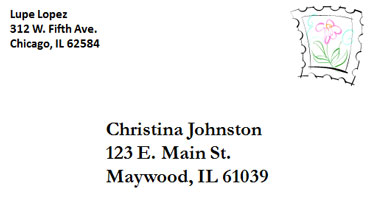 Lupe Lopez
312 W. Fifth Ave.
Chicago, IL 62584
Christina Johnston
123 E. Main St.
Maywood, IL 61039